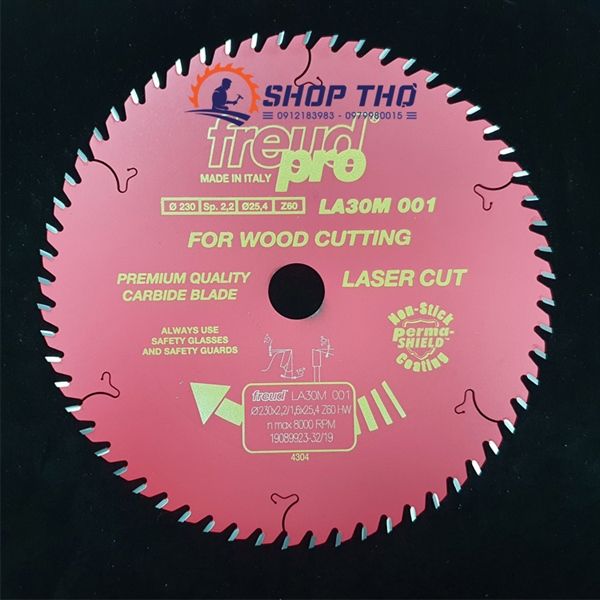 SHOP THỢ
0912183983 - 0979980015
freud
pro
MADE IN ITALY
Ø 230 Sp. 2,2 Ø25,4 Z60 LA30M 001
FOR WOOD CUTTING
PREMIUM QUALITY
CARBIDE BLADE
LASER CUT
ALWAYS USE
SAFETY GLASSES
AND SAFETY GUARDS
Non-Stick
Perma-
SHIELD™
Coating
freud® LA30M 001
Ø230x2,2/1,6x25,4 Z60 HW
n max 8000 RPM
19089923-32/19
4304